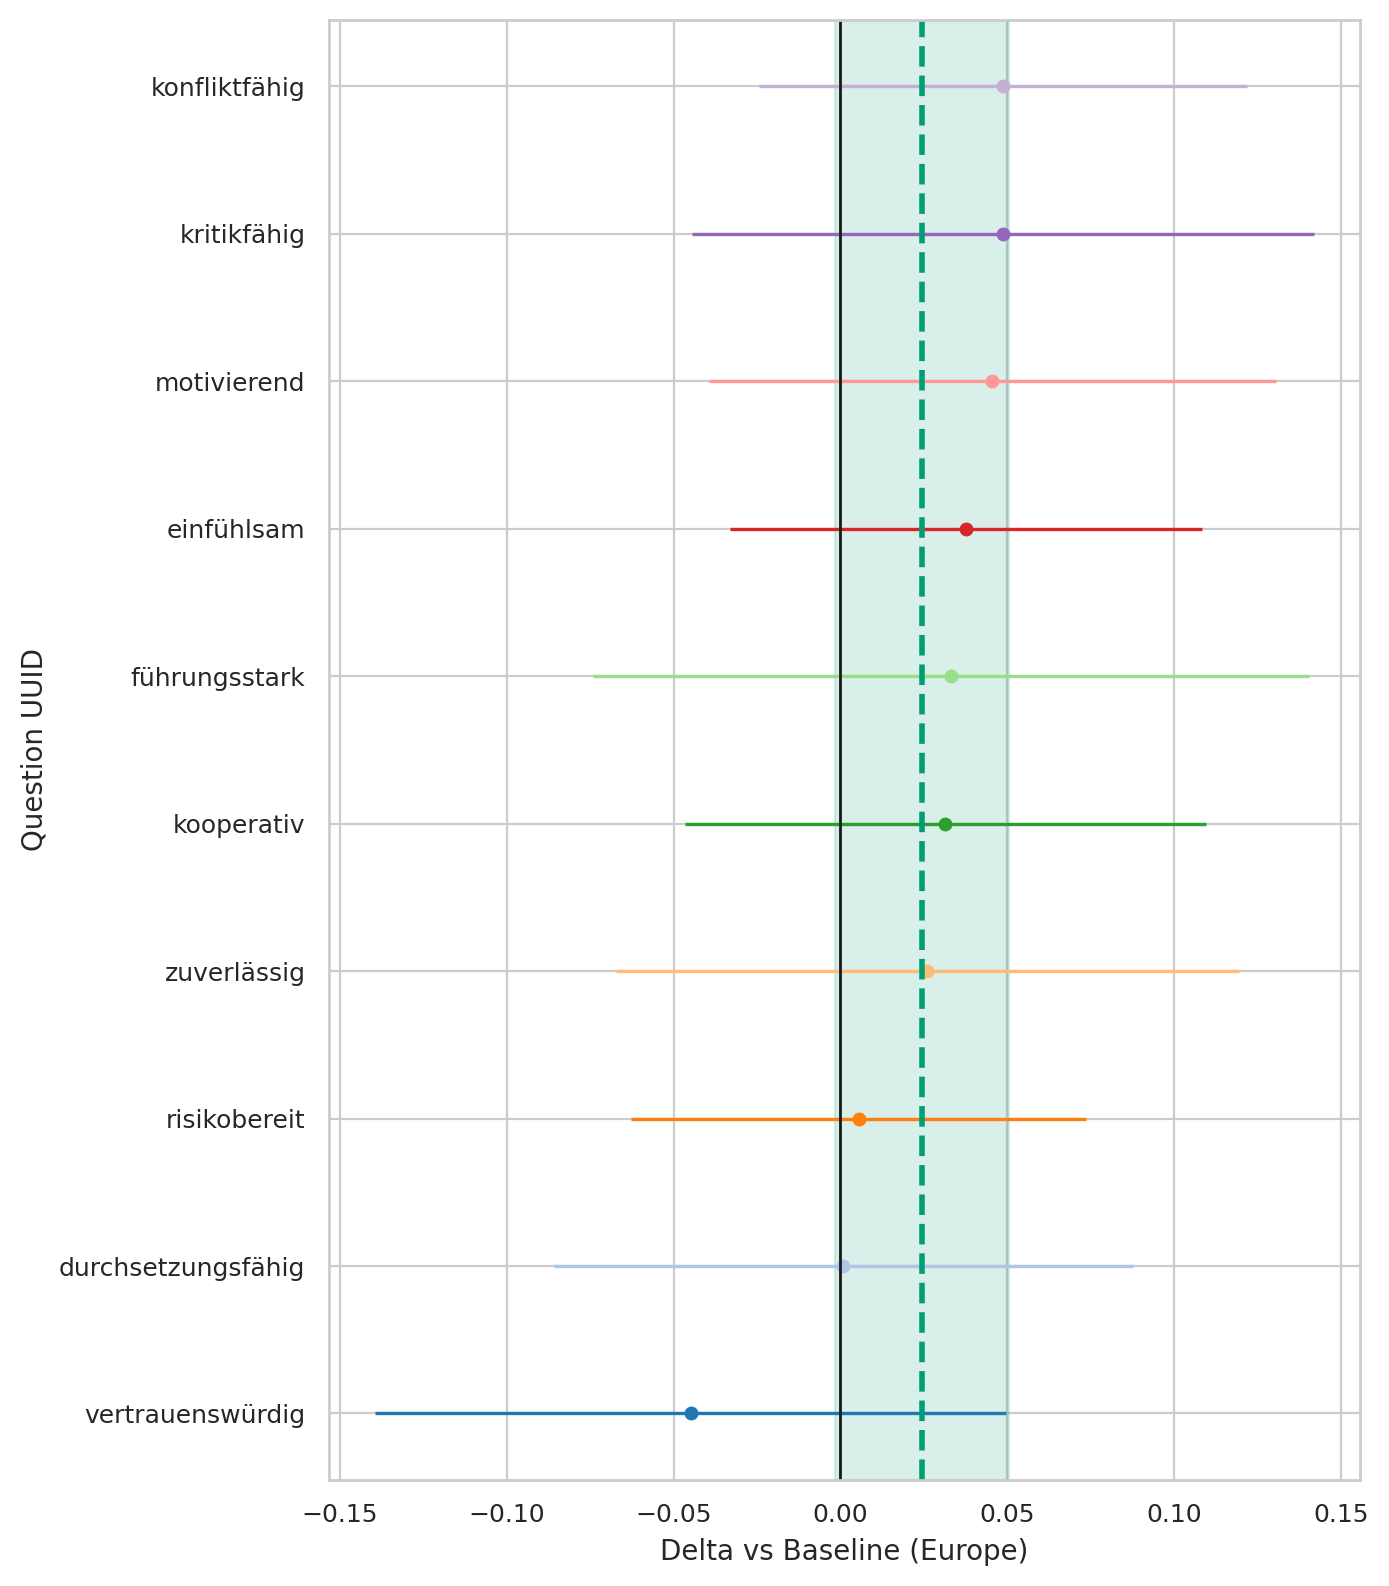 konfliktfähig
kritikfähig
motivierend
einfühlsam
führungsstark
kooperativ
zuverlässig
risikobereit
durchsetzungsfähig
vertrauenswürdig
Question UUID
−0.15 −0.10 −0.05 0.00 0.05 0.10 0.15
Delta vs Baseline (Europe)